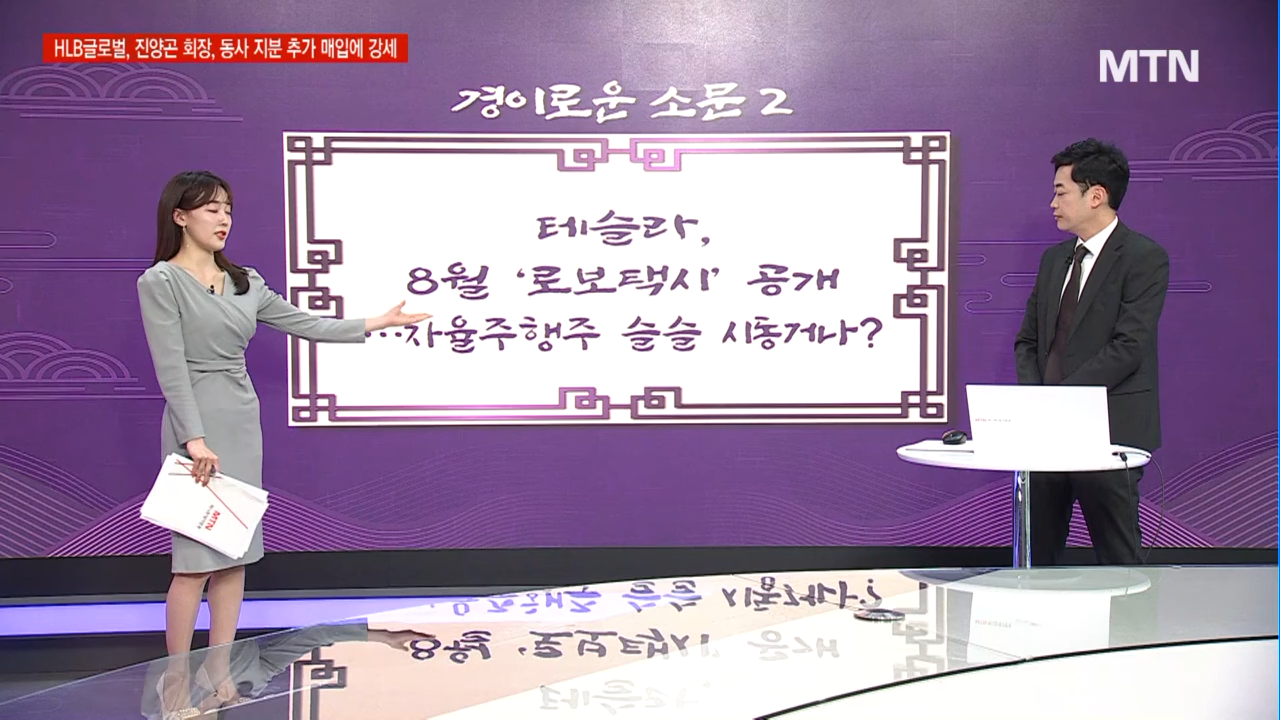 HLB글로벌, 진양곤 회장, 동사 지분 추가 매입에 강세
MTN
경이로운 소문 2
테슬라,
8월 '로보택시' 공개
…자율주행주 슬슬 시동거나?
MTN